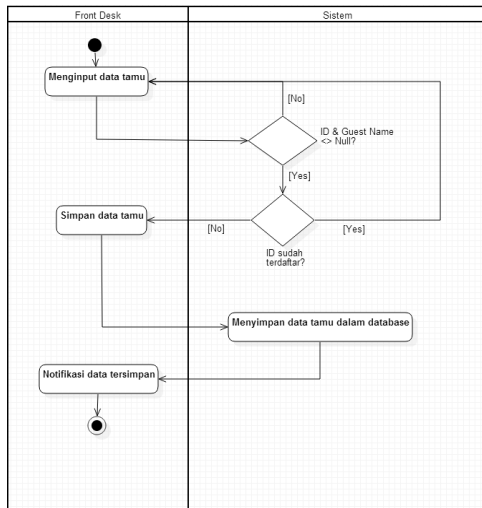 Front Desk
Sistem
Menginput data tamu
[No]
ID & Guest Name
<> Null?
[Yes]
Simpan data tamu
[No]
[Yes]
ID sudah
terdaftar?
Menyimpan data tamu dalam database
Notifikasi data tersimpan